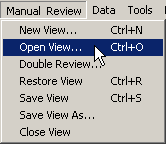 Manual Review Data Tools
New View... Ctrl+N
Open View... Ctrl+O
Double Review...
Restore View Ctrl+R
Save View Ctrl+S
Save View As...
Close View